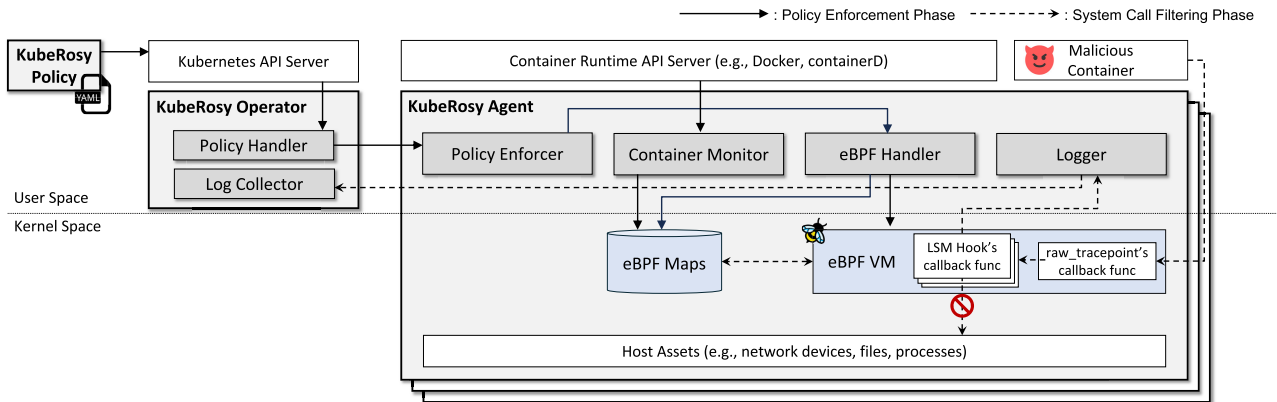 : Policy Enforcement Phase
: System Call Filtering Phase
KubeRosy
Policy
YAML
Kubernetes API Server
Container Runtime API Server (e.g., Docker, containerD)
Malicious
Container
KubeRosy Operator
KubeRosy Agent
Policy Handler
Policy Enforcer
Container Monitor
eBPF Handler
Logger
Log Collector
User Space
Kernel Space
eBPF Maps
eBPF VM
LSM Hook's
callback func
raw_tracepoint's
callback func
Host Assets (e.g., network devices, files, processes)